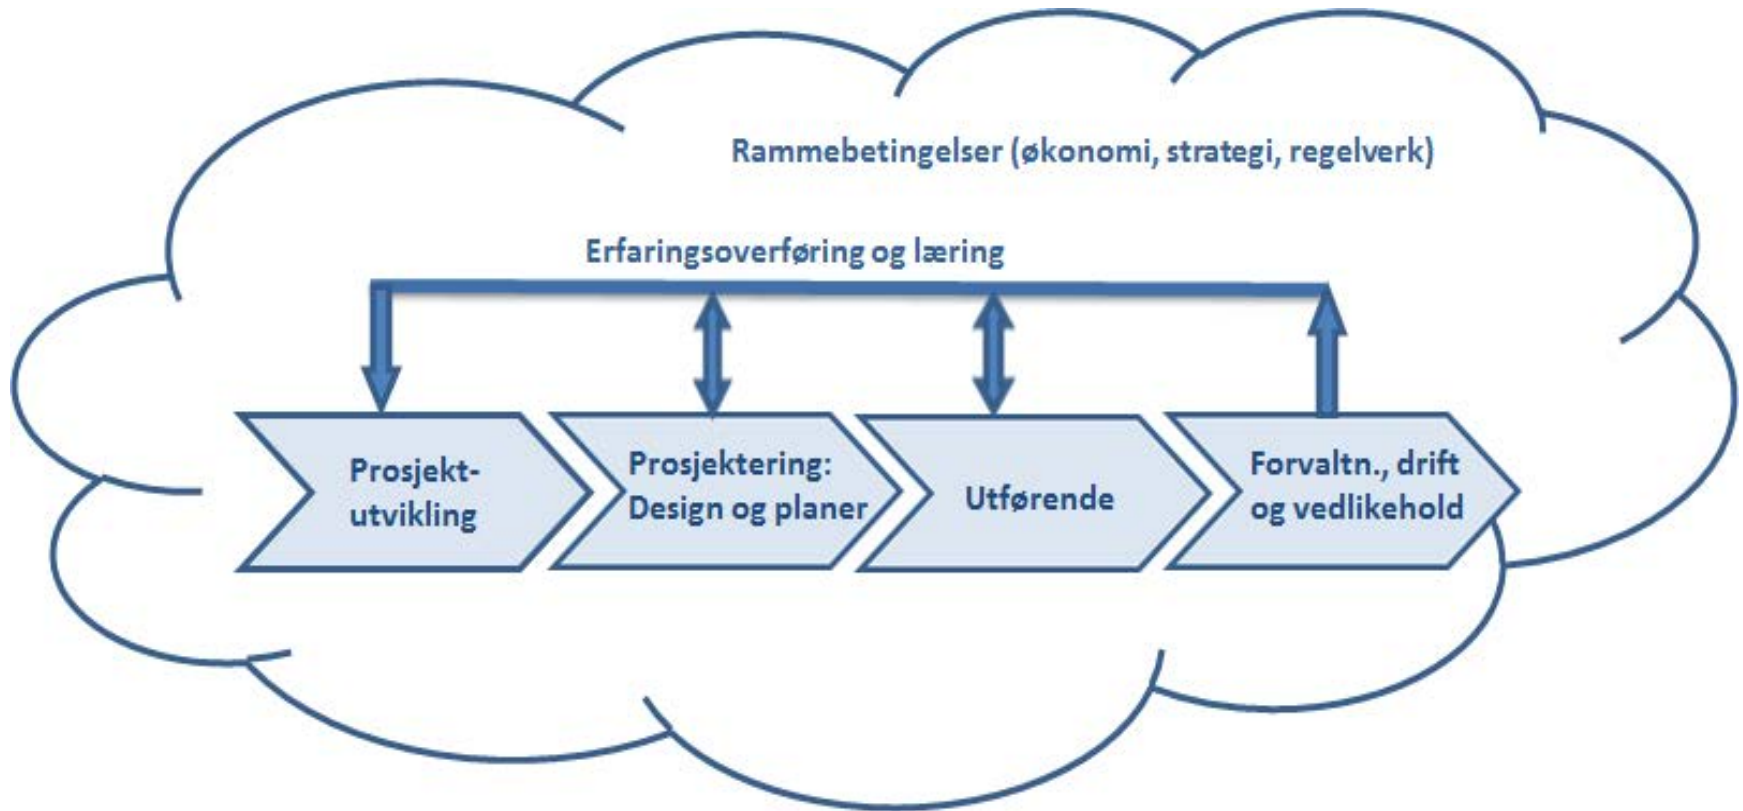 Rammebetingelser (økonomi, strategi, regelverk)
Erfaringsoverføring og læring
Prosjekt-
utvikling
Prosjektering:
Design og planer
Utførende
Forvaltn., drift
og vedlikehold